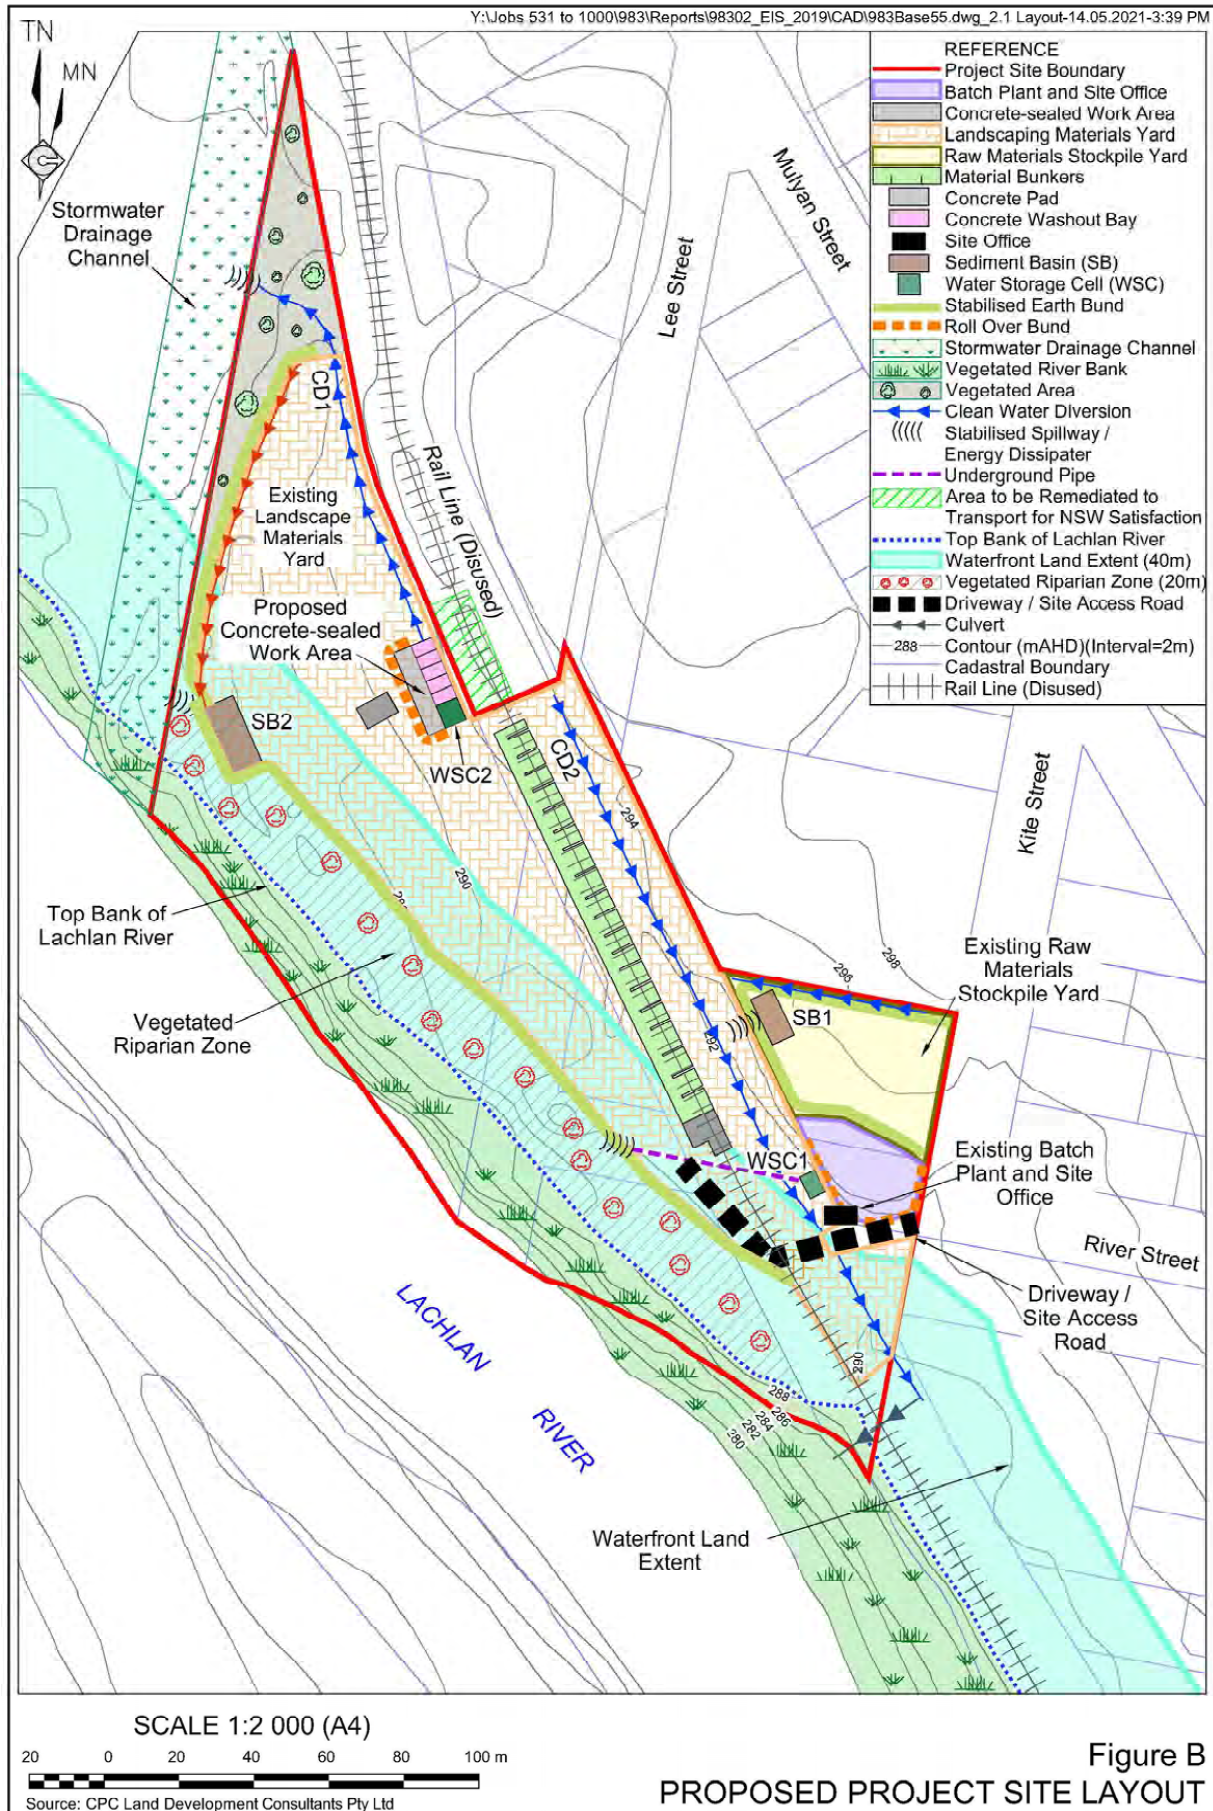 Y:\Jobs 531 to 1000\983\Reports\98302_EIS_2019\CAD\983Base55.dwg_2.1 Layout-14.05.2021-3:39 PM
TN
MN
REFERENCE
Project Site Boundary
Batch Plant and Site Office
Concrete-sealed Work Area
Landscaping Materials Yard
Raw Materials Stockpile Yard
Material Bunkers
Concrete Pad
Concrete Washout Bay
Site Office
Sediment Basin (SB)
Water Storage Cell (WSC)
Stabilised Earth Bund
Roll Over Bund
Stormwater Drainage Channel
Vegetated River Bank
Vegetated Area
Clean Water Diversion
Stabilised Spillway /
Energy Dissipater
Underground Pipe
Area to be Remediated to
Transport for NSW Satisfaction
Top Bank of Lachlan River
Waterfront Land Extent (40m)
Vegetated Riparian Zone (20m)
Driveway / Site Access Road
Culvert
288
Contour (mAHD)(Interval=2m)
Cadastral Boundary
Rail Line (Disused)
Stormwater
Drainage
Channel
Mulyan Street
Lee Street
CD1
Rail Line (Disused)
Existing
Landscape
Materials
Yard
Proposed
Concrete-sealed
Work Area
SB2
WSC2
CD2
294
Kite Street
290
Top Bank of
Lachlan River
Vegetated
Riparian Zone
296
298
Existing Raw
Materials
Stockpile Yard
SB1
292
WSC1
Existing Batch
Plant and Site
Office
River Street
Driveway /
Site Access
Road
LACHLAN
RIVER
290
288
286
284
282
280
Waterfront Land
Extent
SCALE 1:2 000 (A4)
20 0 20 40 60 80 100 m
Source: CPC Land Development Consultants Pty Ltd
Figure B
PROPOSED PROJECT SITE LAYOUT